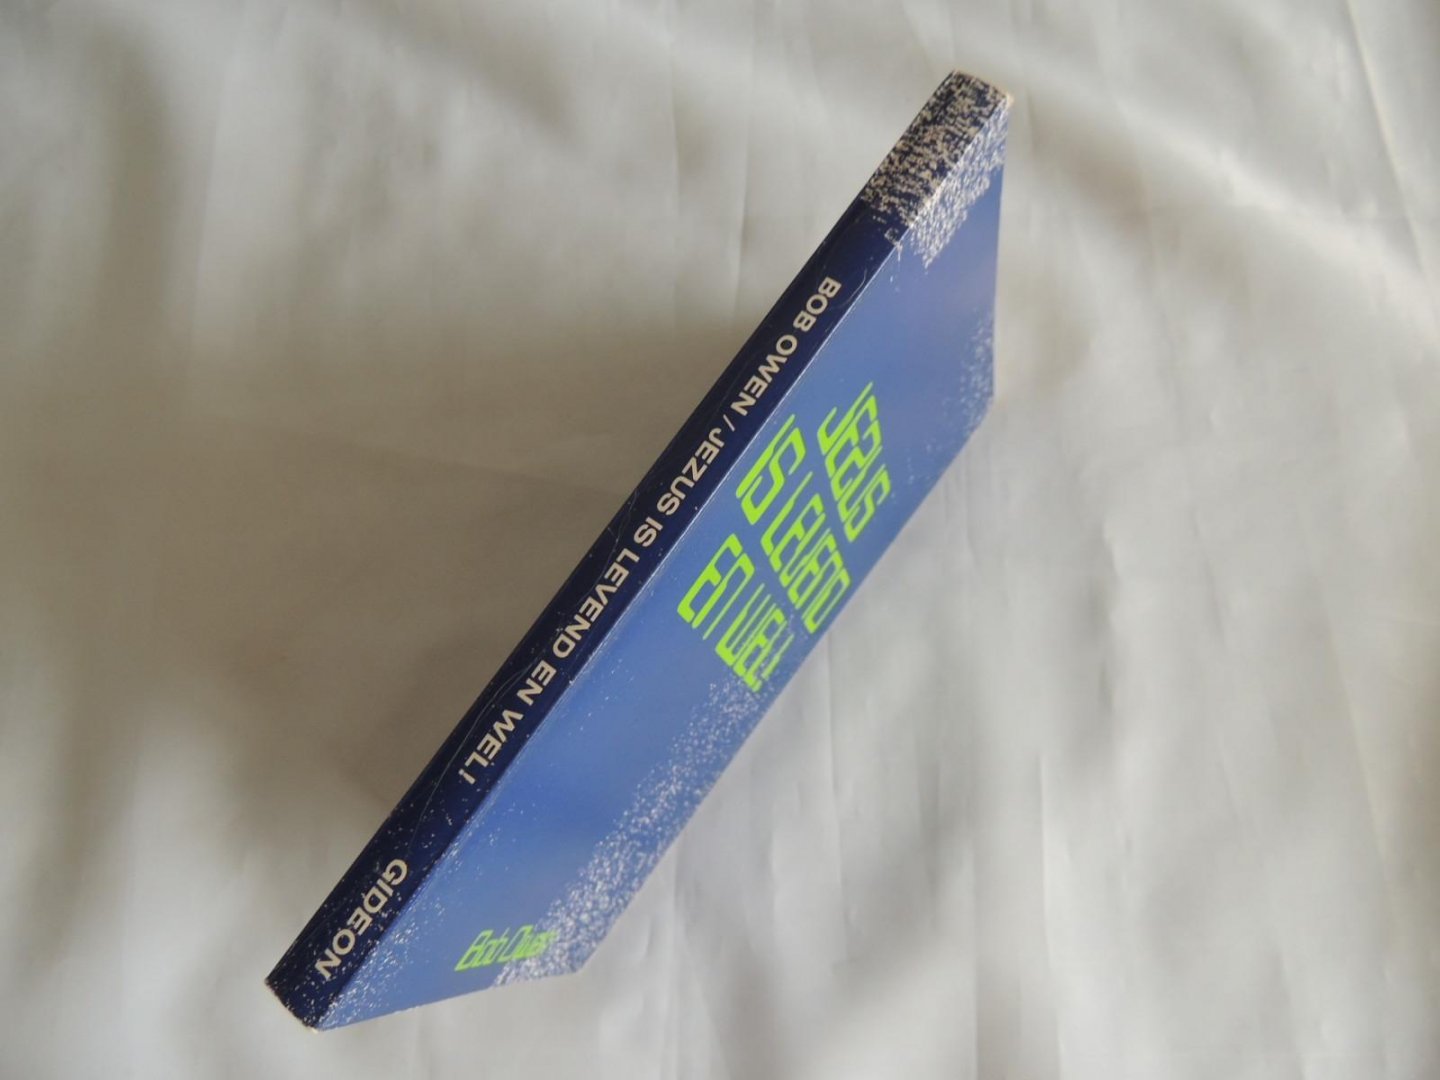 BOB OWEN / JEZUS IS LEVEND EN WEL!
GIDEON
JEZUS
IS LEVEND
EN WEL!
Bob Owen